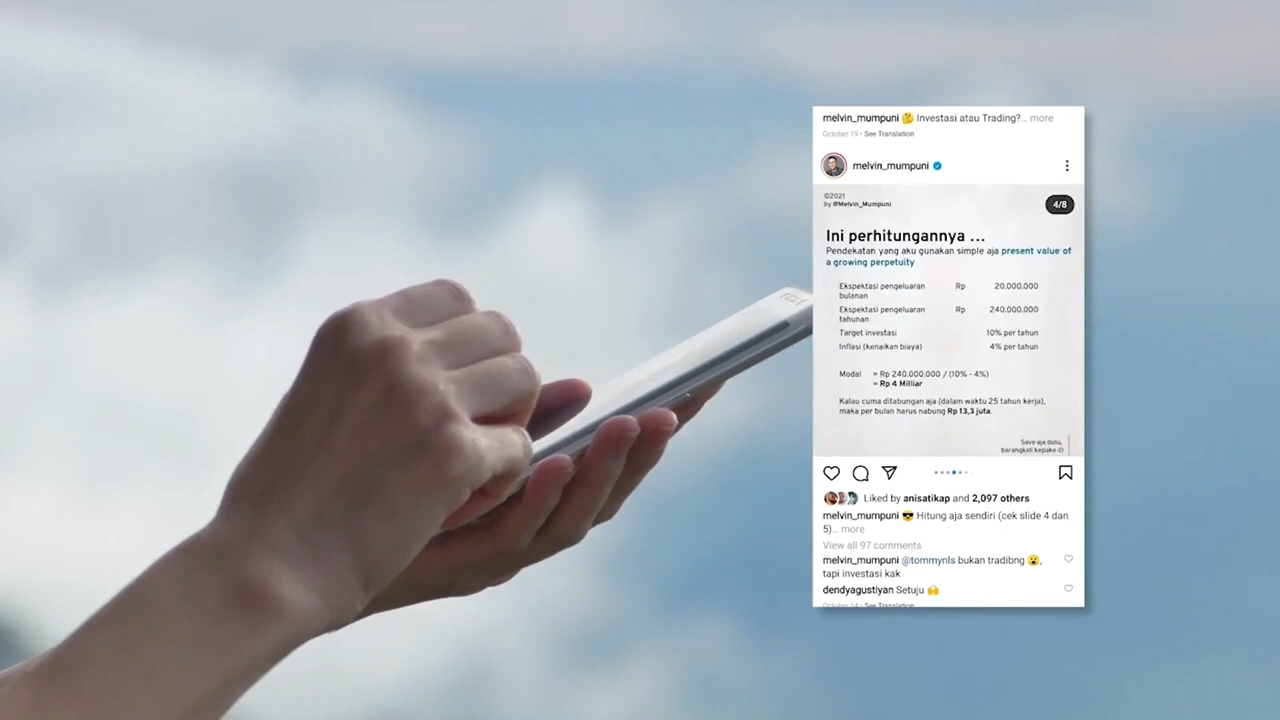 melvin_mumpuni 🤔 Investasi atau Trading?... more
October 19 • See Translation
melvin_mumpuni
©2021
by @Melvin_Mumpuni
4/8
Ini perhitungannya ...
Pendekatan yang aku gunakan simple aja present value of
a growing perpetuity
Ekspektasi pengeluaran Rp 20.000.000
bulanan
Ekspektasi pengeluaran Rp 240.000.000
tahunan
Target investasi 10% per tahun
Inflasi (kenaikan biaya) 4% per tahun
Modal = Rp 240.000.000 / (10% - 4%)
= Rp 4 Milliar
Kalau cuma ditabungan aja (dalam waktu 25 tahun kerja),
maka per bulan harus nabung Rp 13,3 juta.
Save aja dulu,
barangkali kepake :D
Liked by anisatikap and 2,097 others
melvin_mumpuni 😎 Hitung aja sendiri (cek slide 4 dan
5)... more
View all 97 comments
melvin_mumpuni @tommynls bukan tradibng 😮,
tapi investasi kak
dendyagustiyan Setuju 🙌
October 14 • See Translation